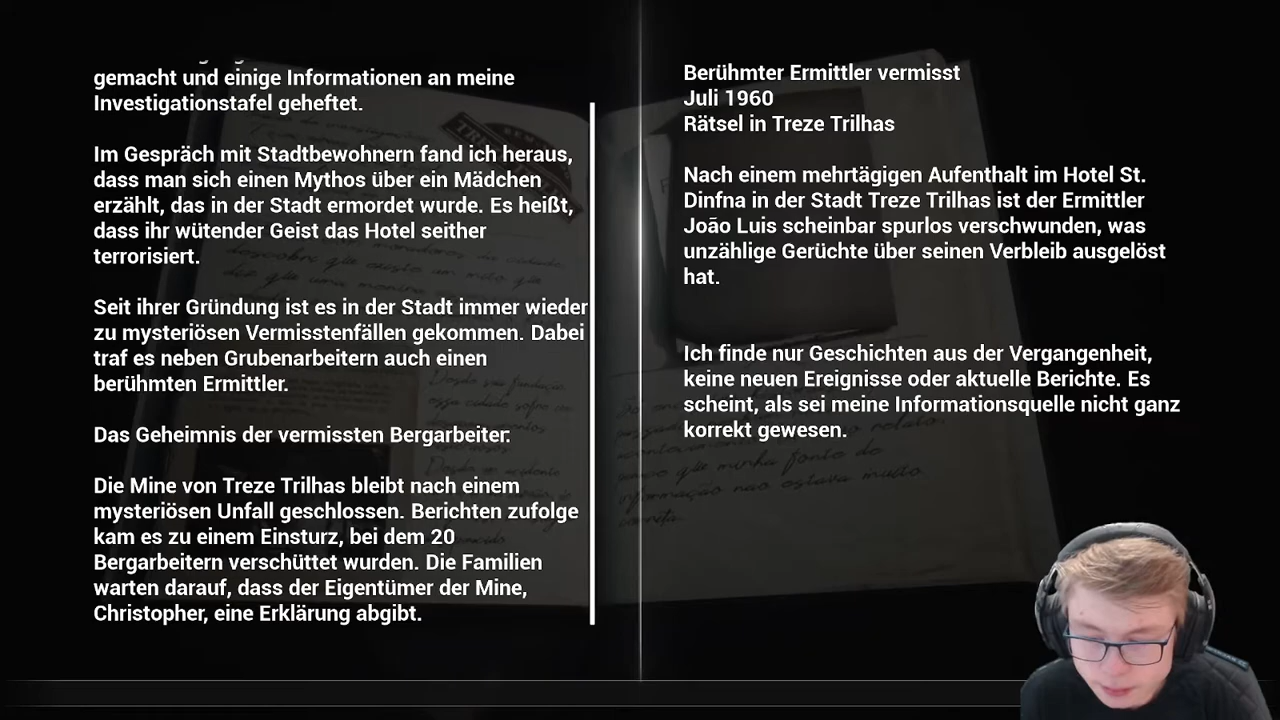 gemacht und einige Informationen an meine
Investigationstafel geheftet.
Im Gespräch mit Stadtbewohnern fand ich heraus,
dass man sich einen Mythos über ein Mädchen
erzählt, das in der Stadt ermordet wurde. Es heißt,
dass ihr wütender Geist das Hotel seither
terrorisiert.
Seit ihrer Gründung ist es in der Stadt immer wieder
zu mysteriösen Vermisstenfällen gekommen. Dabei
traf es neben Grubenarbeitern auch einen
berühmten Ermittler.
Das Geheimnis der vermissten Bergarbeiter.
Die Mine von Treze Trilhas bleibt nach einem
mysteriösen Unfall geschlossen. Berichten zufolge
kam es zu einem Einsturz, bei dem 20
Bergarbeitern verschüttet wurden. Die Familien
warten darauf, dass der Eigentümer der Mine,
Christopher, eine Erklärung abgibt.
Berühmter Ermittler vermisst
Juli 1960
Rätsel in Treze Trilhas
Nach einem mehrtägigen Aufenthalt im Hotel St.
Dinfna in der Stadt Treze Trilhas ist der Ermittler
João Luis scheinbar spurlos verschwunden, was
unzählige Gerüchte über seinen Verbleib ausgelöst
hat.
Ich finde nur Geschichten aus der Vergangenheit,
keine neuen Ereignisse oder aktuelle Berichte. Es
scheint, als sei meine Informationsquelle nicht ganz
korrekt gewesen.